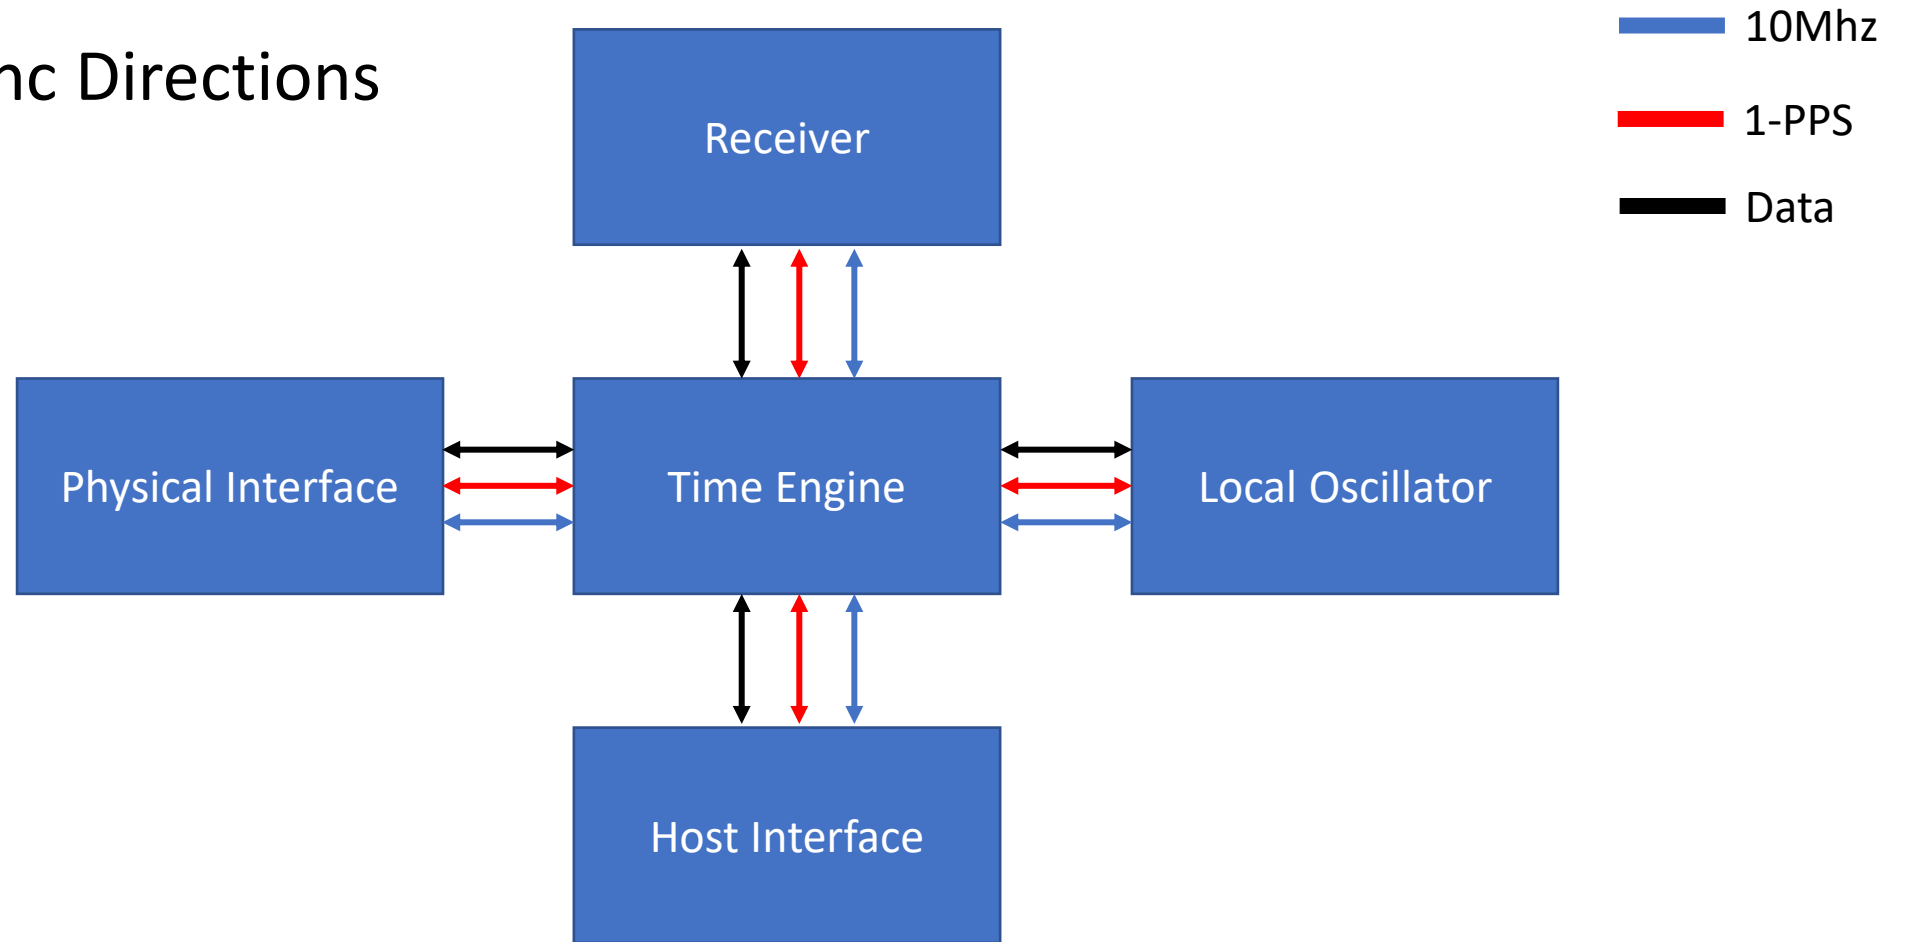 nc Directions
10Mhz
1-PPS
Data
Receiver
Physical Interface
Time Engine
Local Oscillator
Host Interface